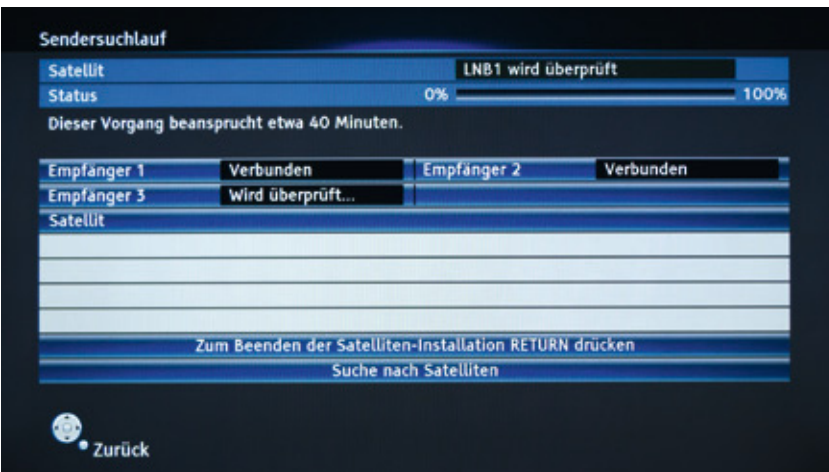 Sendersuchlauf
Satellit LNB1 wird überprüft
Status 0% 100%
Dieser Vorgang beansprucht etwa 40 Minuten.
Empfänger 1 Verbunden Empfänger 2 Verbunden
Empfänger 3 Wird überprüft...
Satellit
Zum Beenden der Satelliten-Installation RETURN drücken
Suche nach Satelliten
Zurück